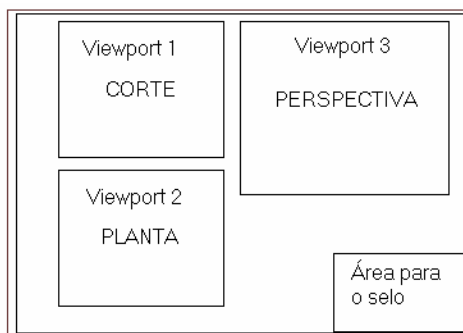 Viewport 1
CORTE
Viewport 2
PLANTA
Viewport 3
PERSPECTIVA
Área para
o selo